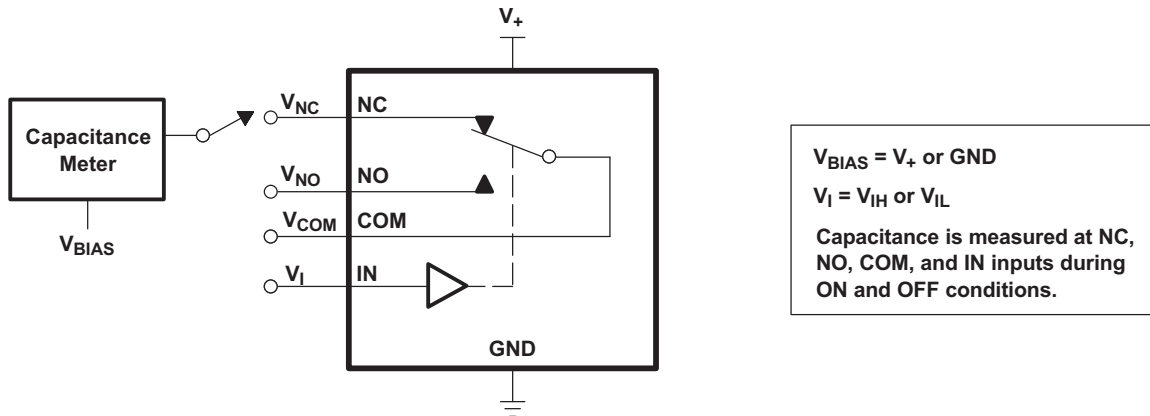 V+
Capacitance
Meter
VBIAS
VNC
NC
VNO
NO
VCOM
COM
VI
IN
GND
VBIAS = V+ or GND
VI = VIH or VIL
Capacitance is measured at NC,
NO, COM, and IN inputs during
ON and OFF conditions.